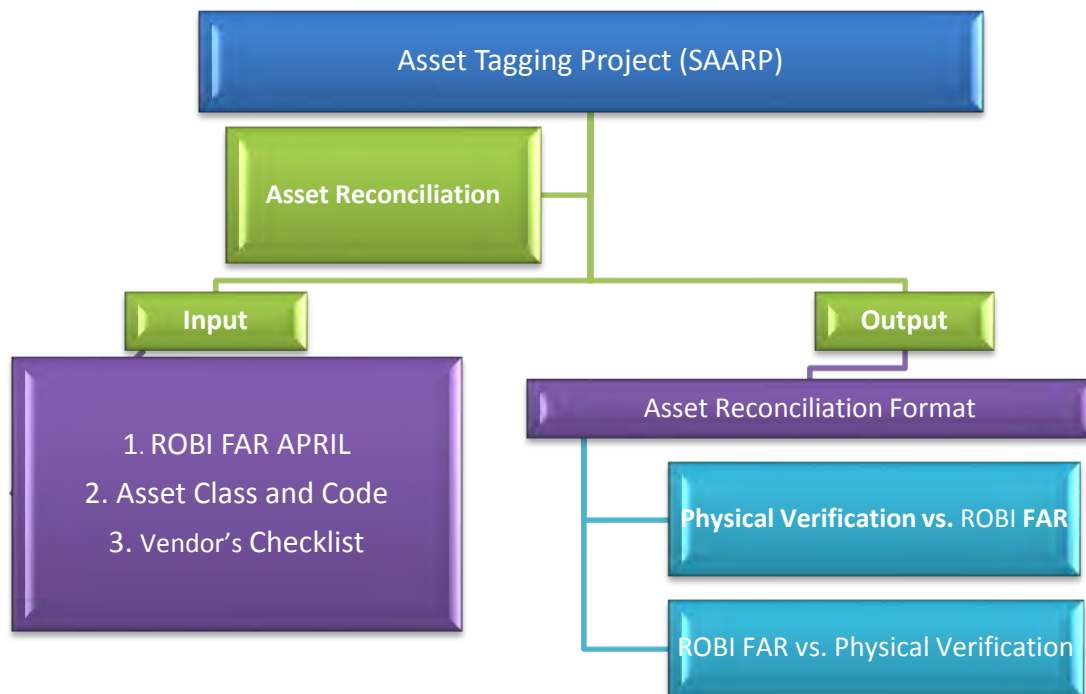 Asset Tagging Project (SAARP)
Asset Reconciliation
Input
Output
1. ROBI FAR APRIL
2. Asset Class and Code
3. Vendor's Checklist
Asset Reconciliation Format
Physical Verification vs. ROBI FAR
ROBI FAR vs. Physical Verification